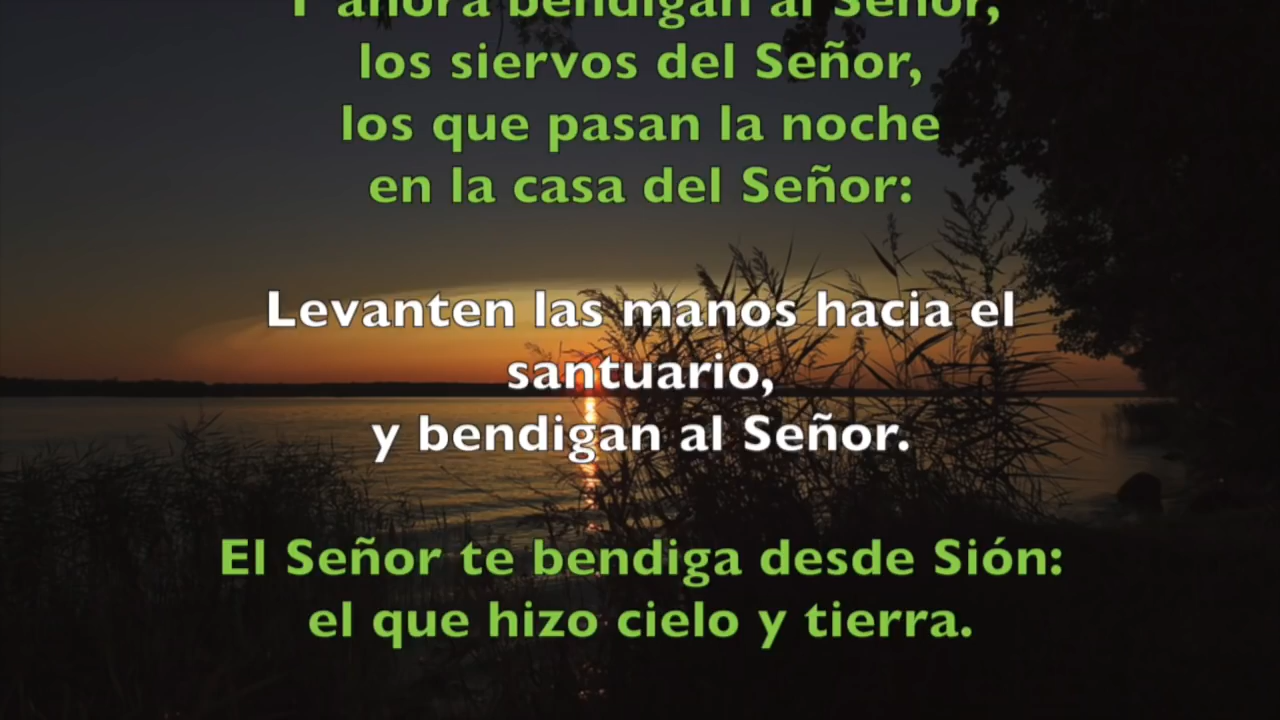 Y ahora bendigan al Señor,
los siervos del Señor,
los que pasan la noche
en la casa del Señor:
Levanten las manos hacia el
santuario,
y bendigan al Señor.
El Señor te bendiga desde Sión:
el que hizo cielo y tierra.